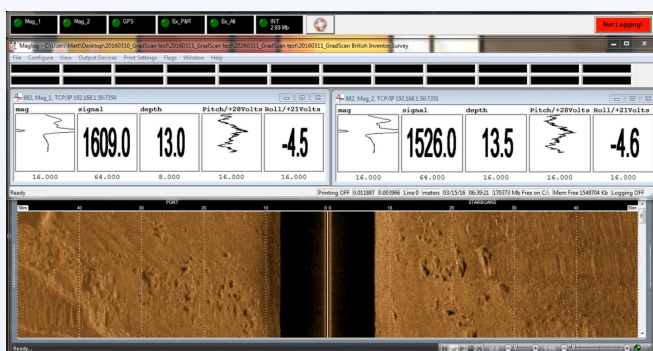 Mag_1 Mag_2 GPS Ex_P&R Ex_Alt INT
2.69 Mb
Not Logging!
Maglog - C:\Users\Matt\Desktop\20160310_GradScan test\20160311_GradScan test\20160311_GradScan British Inventor Survey
File Configure View Output Devices Print Settings Flags Window Help
882, Mag_1, TCP/IP 192.168.1.50:7350
mag signal depth Pitch/+28Volts Roll/+21Volts
1609.0 13.0 -4.5
16.000 64.000 8.000 16.000 16.000
882, Mag_2, TCP/IP 192.168.1.50:7351
mag signal depth Pitch/+28Volts Roll/+21Volts
1526.0 13.5 -4.6
16.000 64.000 16.000 16.000 16.000
Ready Printing OFF 0.011887 0.003966 Line 0 meters 03/15/16 06:39:21 170373 Mb Free on C:\ Mem Free 1549704 Kb Logging OFF
PORT STARBOARD
50m 40 30 20 10 0 0 10 20 30 40 50m
Ready...